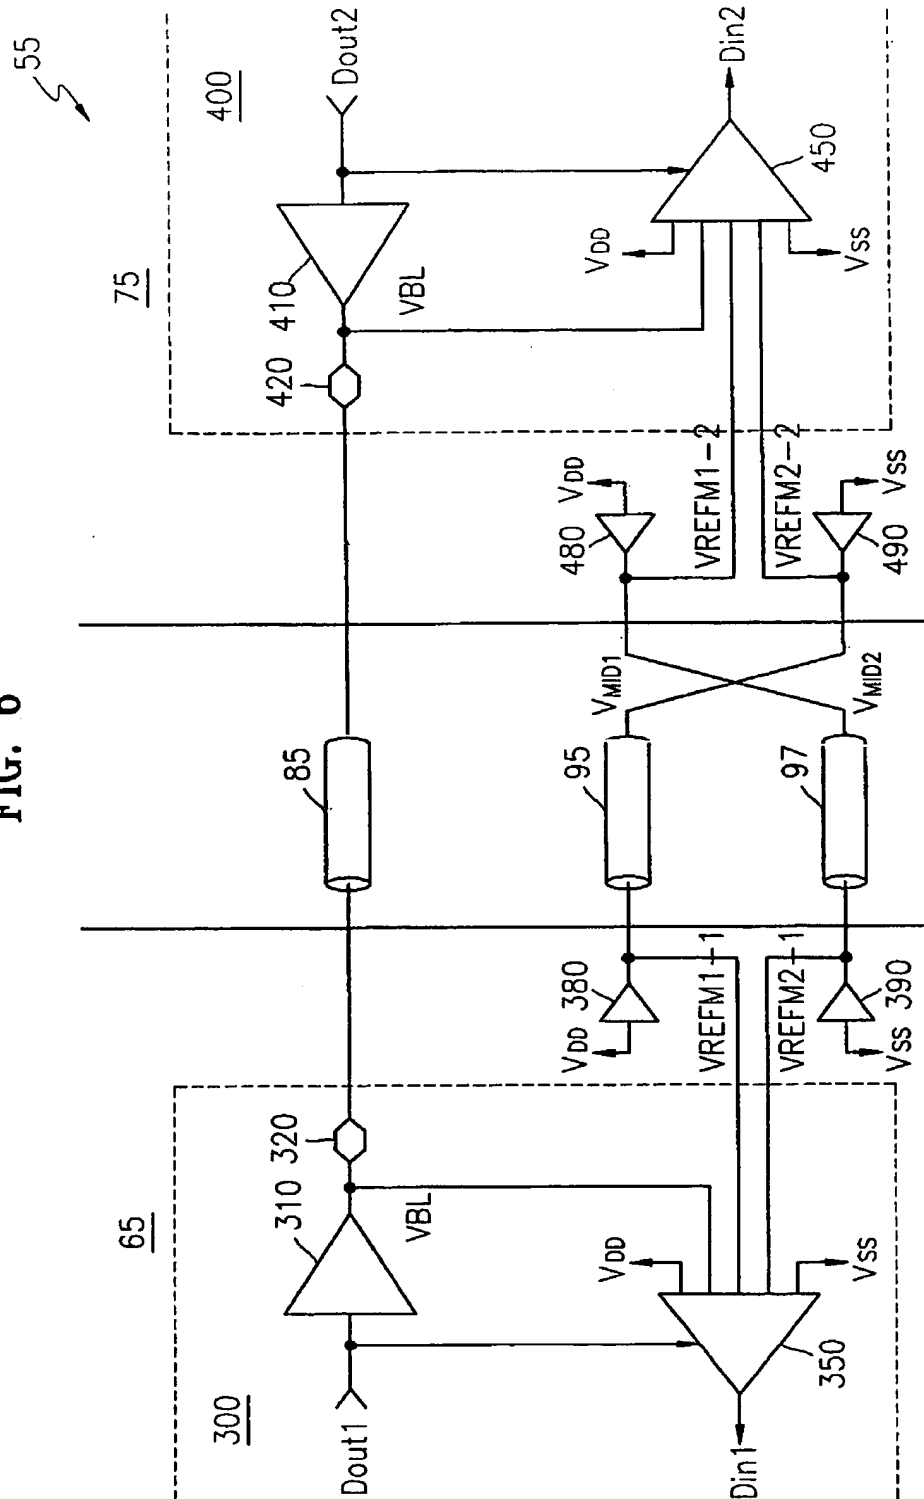 FIG. 6
55
75
400
Dout2
410
VBL
420
Din2
450
VDD
VSS
480
VDD
VREFM1-2
VREFM2-2
VSS
490
VMID1
VMID2
85
95
97
VDD
380
VREFM1-1
VREFM2-1
VSS
390
65
300
310
320
VBL
Dout1
VDD
VSS
350
Din1